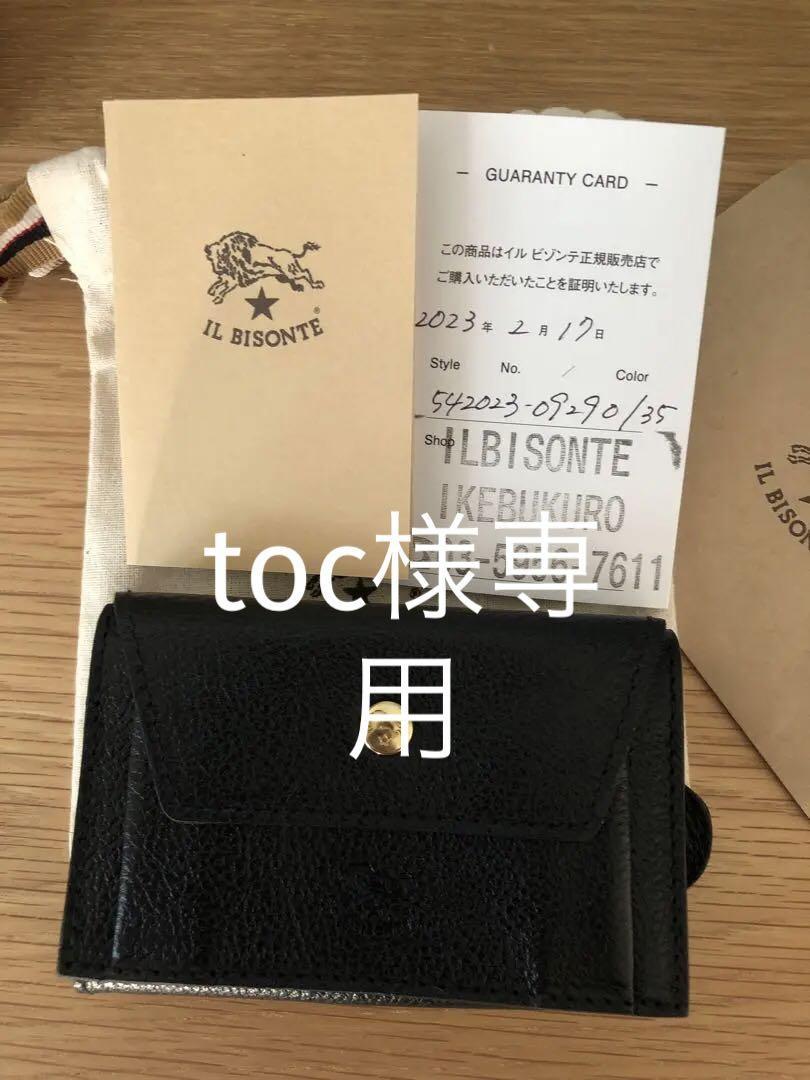 IL BISONTE
®
— GUARANTY CARD —
この商品はイル ビゾンテ正規販売店で
ご購入いただいたことを証明いたします。
2023年 2月 17日
Style No. / Color
542023-09290/35
Shop
ILBISONTE
IKEBUKURO
7611
toc様専
用
IL BISON